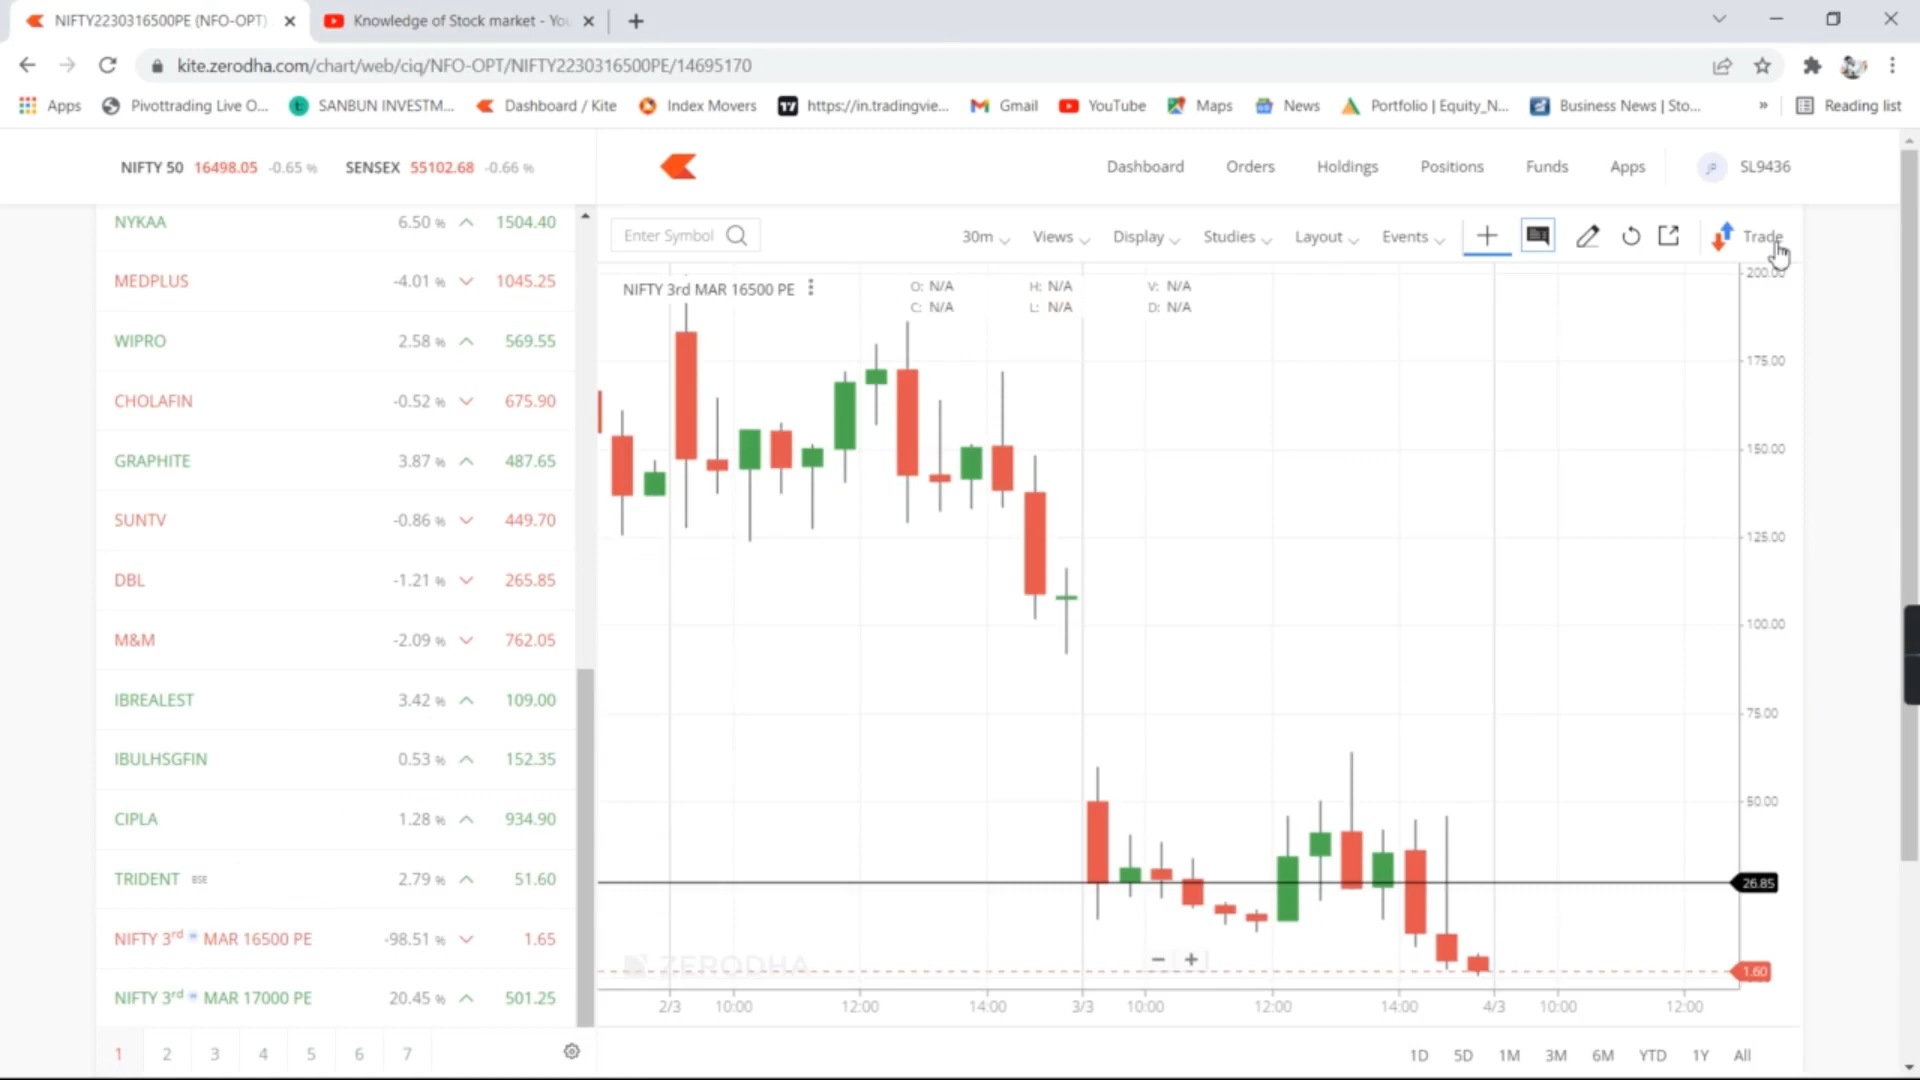 NIFTY2230316500PE (NFO-OPT)
Knowledge of Stock market - You
kite.zerodha.com/chart/web/ciq/NFO-OPT/NIFTY2230316500PE/14695170
Apps Pivottrading Live O... SANBUN INVESTM... Dashboard / Kite Index Movers https://in.tradingvie... Gmail YouTube Maps News Portfolio | Equity_N... Business News | Sto... » Reading list
NIFTY 50 16498.05 -0.65 % SENSEX 55102.68 -0.66 %
Dashboard Orders Holdings Positions Funds Apps SL9436
NYKAA 6.50 % 1504.40
MEDPLUS -4.01 % 1045.25
WIPRO 2.58 % 569.55
CHOLAFIN -0.52 % 675.90
GRAPHITE 3.87 % 487.65
SUNTV -0.86 % 449.70
DBL -1.21 % 265.85
M&M -2.09 % 762.05
IBREALEST 3.42 % 109.00
IBULHSGFIN 0.53 % 152.35
CIPLA 1.28 % 934.90
TRIDENT BSE 2.79 % 51.60
NIFTY 3rd w MAR 16500 PE -98.51 % 1.65
NIFTY 3rd w MAR 17000 PE 20.45 % 501.25
1 2 3 4 5 6 7
Enter Symbol 30m Views Display Studies Layout Events Trade
NIFTY 3rd MAR 16500 PE
O: N/A H: N/A V: N/A
C: N/A L: N/A D: N/A
200.00
175.00
150.00
125.00
100.00
75.00
50.00
26.85
1.60
ZERODHA
2/3 10:00 12:00 14:00 3/3 10:00 12:00 14:00 4/3 10:00 12:00
1D 5D 1M 3M 6M YTD 1Y All